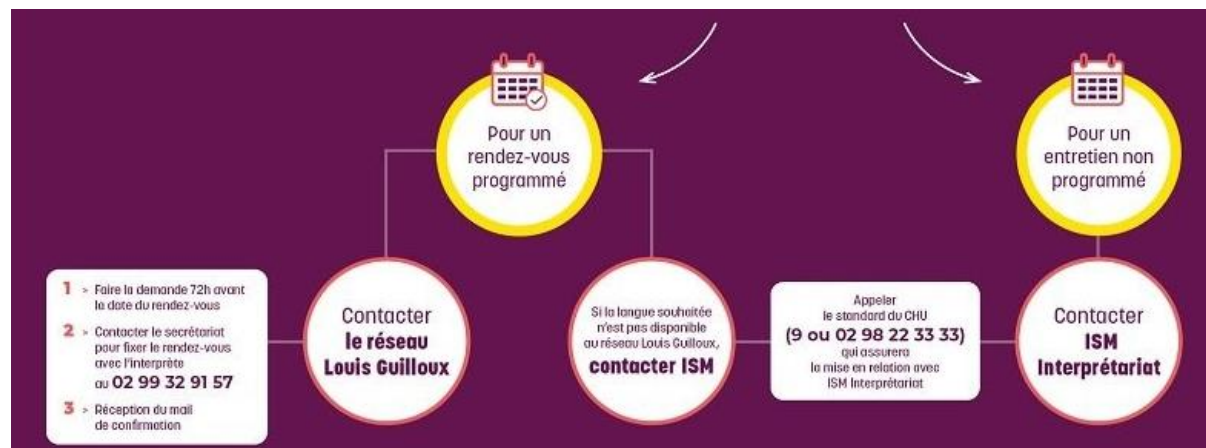 Pour un
rendez-vous
programmé
Pour un
entretien non
programmé
1 > Faire la demande 72h avant
la date du rendez-vous
2 > Contacter le secrétariat
pour fixer le rendez-vous
avec l'interprète
au 02 99 32 91 57
3 > Réception du mail
de confirmation
Contacter
le réseau
Louis Guilloux
Si la langue souhaitée
n'est pas disponible
au réseau Louis Guilloux,
contacter ISM
Appeler
le standard du CHU
(9 ou 02 98 22 33 33)
qui assurera
la mise en relation avec
ISM Interprétariat
Contacter
ISM
Interprétariat